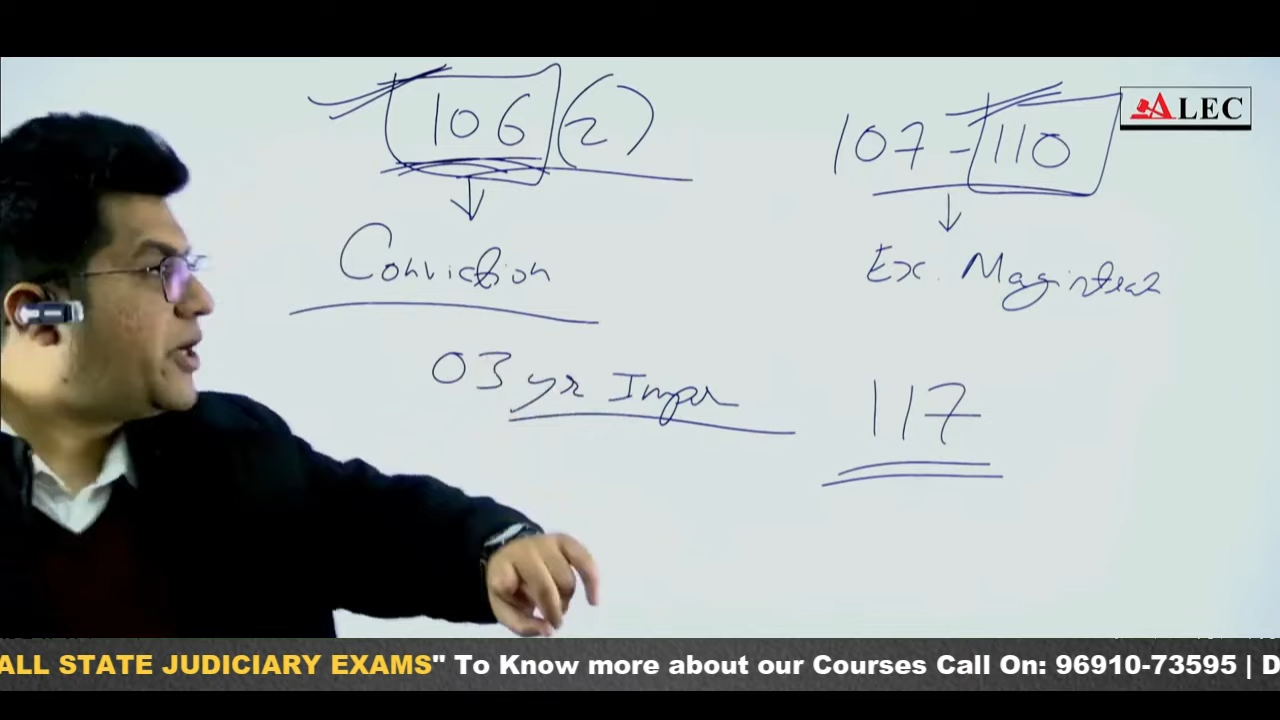 106 (2)
Conviction
03 yr Impr
107 - 110
Ex. Magistrat
117
ALEC
ALL STATE JUDICIARY EXAMS" To Know more about our Courses Call On: 96910-73595 | D